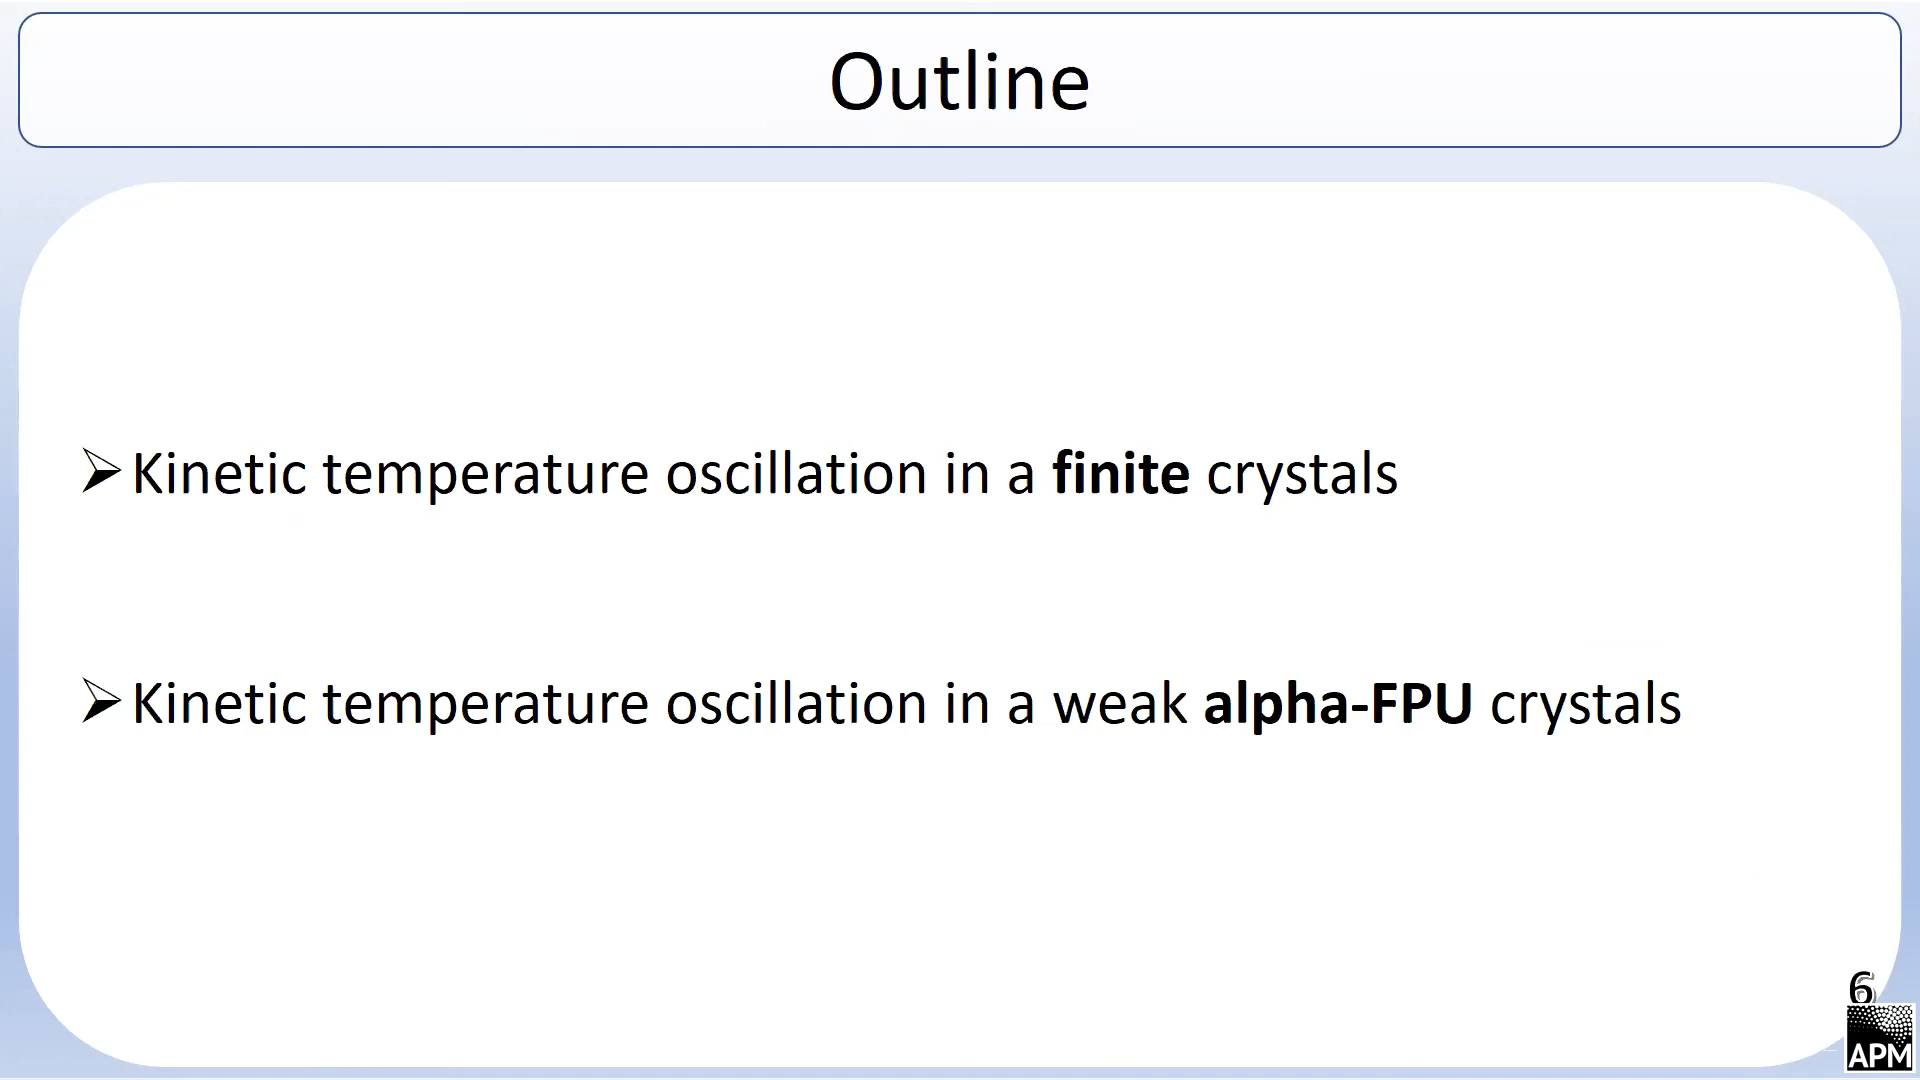 Outline
➢Kinetic temperature oscillation in a finite crystals
➢Kinetic temperature oscillation in a weak alpha-FPU crystals
6
APM